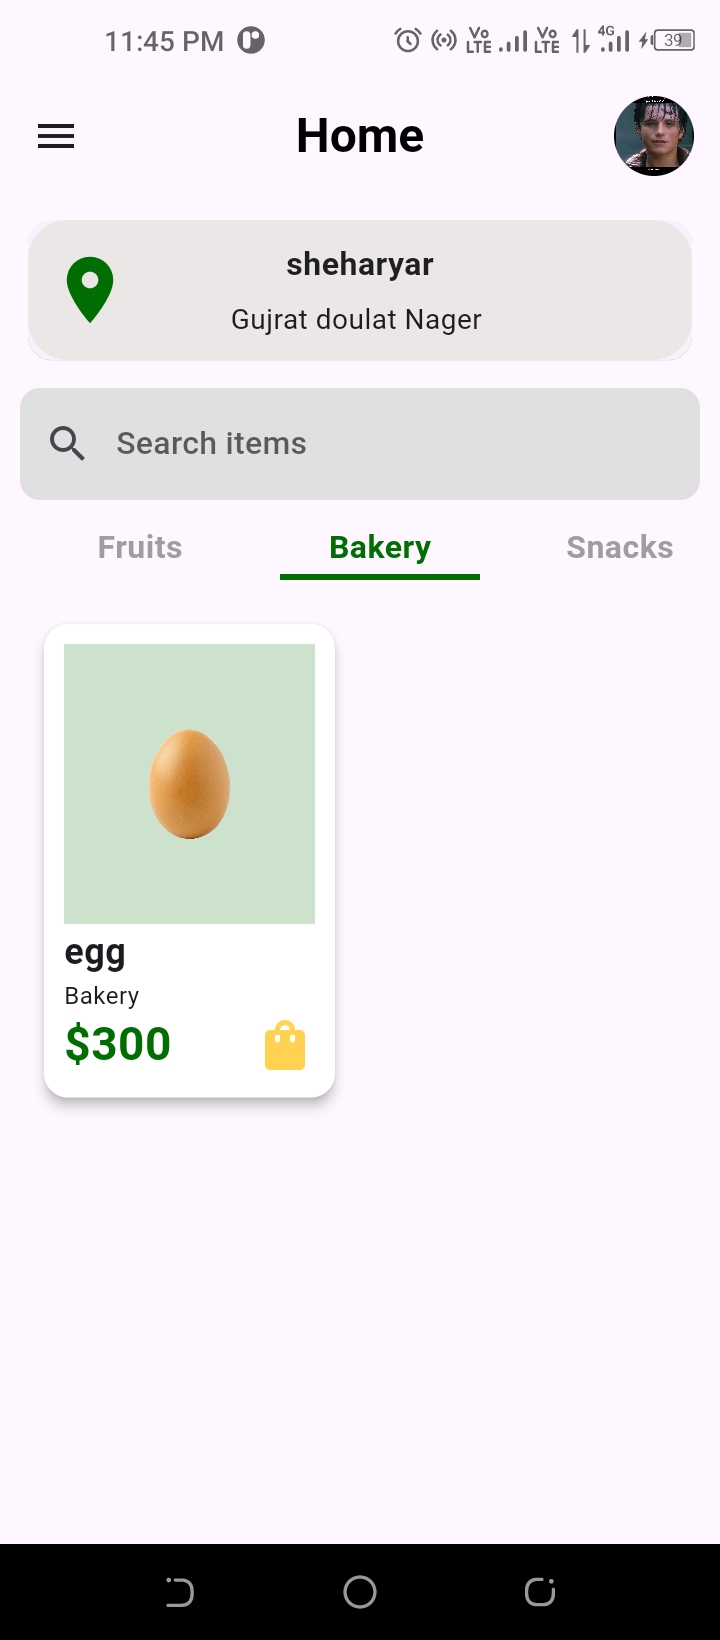 11:45 PM Vo LTE Vo LTE 4G 39
Home
sheharyar
Gujrat doulat Nager
Search items
Fruits Bakery Snacks
egg
Bakery
$300